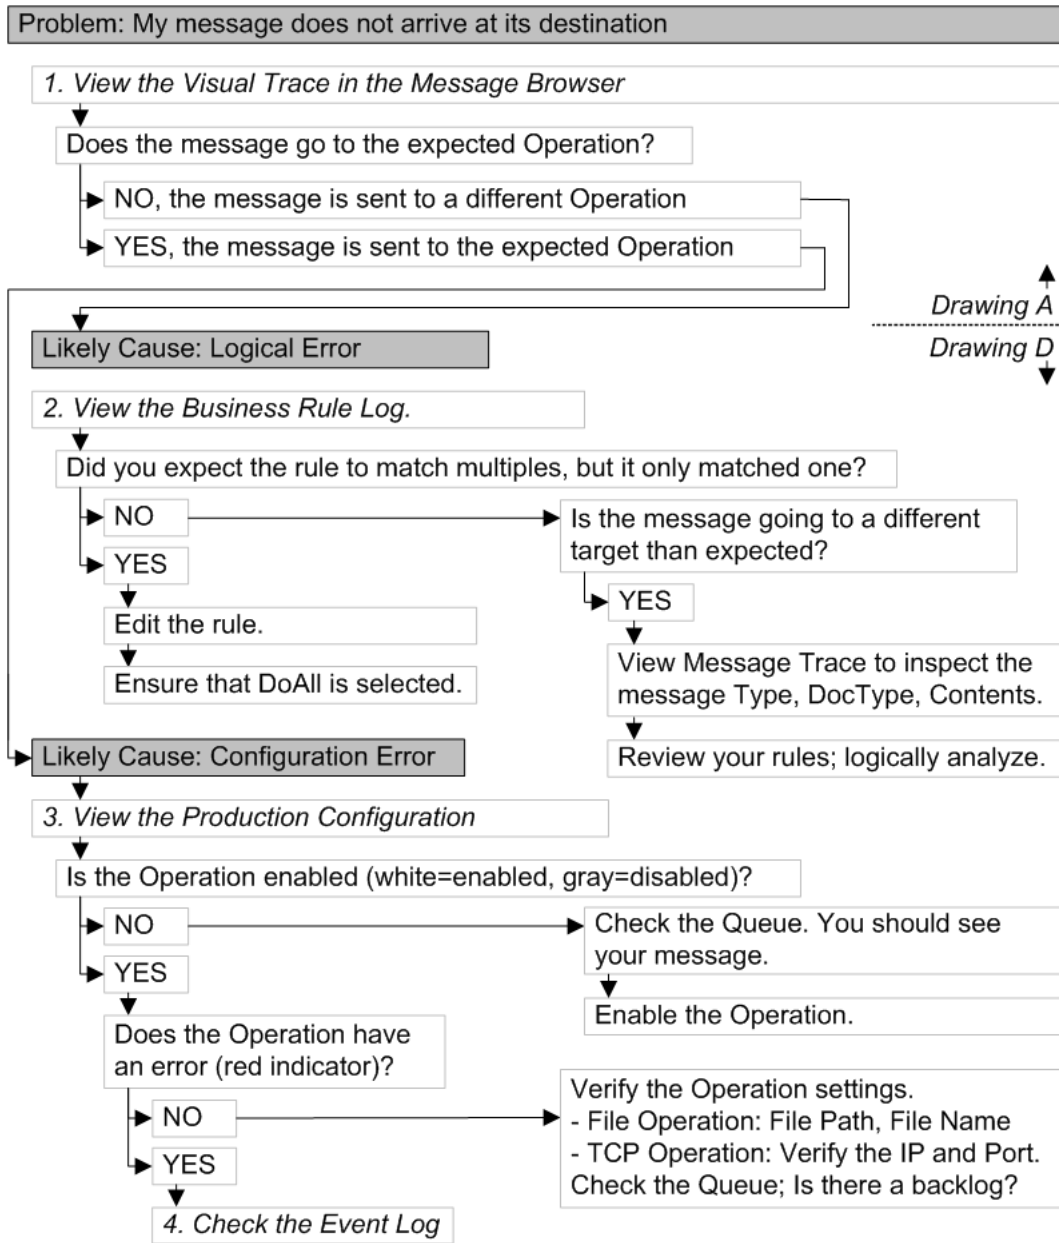 Problem: My message does not arrive at its destination
1. View the Visual Trace in the Message Browser
Does the message go to the expected Operation?
NO, the message is sent to a different Operation
YES, the message is sent to the expected Operation
Drawing A
Drawing D
Likely Cause: Logical Error
2. View the Business Rule Log.
Did you expect the rule to match multiples, but it only matched one?
NO
YES
Edit the rule.
Ensure that DoAll is selected.
Is the message going to a different
target than expected?
YES
View Message Trace to inspect the
message Type, DocType, Contents.
Review your rules; logically analyze.
Likely Cause: Configuration Error
3. View the Production Configuration
Is the Operation enabled (white=enabled, gray=disabled)?
NO
Check the Queue. You should see
your message.
Enable the Operation.
YES
Does the Operation have
an error (red indicator)?
NO
Verify the Operation settings.
- File Operation: File Path, File Name
- TCP Operation: Verify the IP and Port.
Check the Queue; Is there a backlog?
YES
4. Check the Event Log